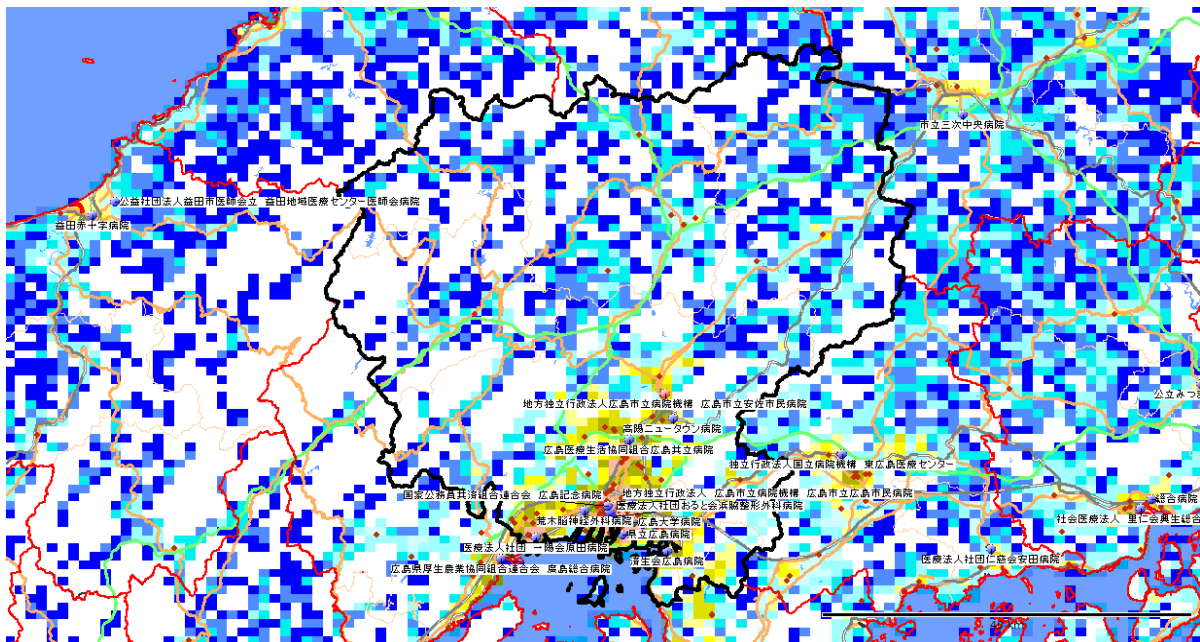 市立三次中央病院
公益社団法人益田市医師会立 益田地域医療センター医師会病院
益田赤十字病院
公立みつぎ
地方独立行政法人広島市立病院機構 広島市立安佐市民病院
高陽ニュータウン病院
広島医療生活協同組合広島共立病院
独立行政法人国立病院機構 東広島医療センター
国家公務員共済組合連合会 広島記念病院
地方独立行政法人 広島市立病院機構 広島市立広島市民病院
総合病院
医療法人社団おると会浜脇整形外科病院
社会医療法人 里仁会興生総合
荒木脳神経外科病院
広島大学病院
県立広島病院
医療法人社団 一陽会原田病院
済生会広島病院
医療法人社団仁慈会安田病院
広島県厚生農業協同組合連合会 廣島総合病院